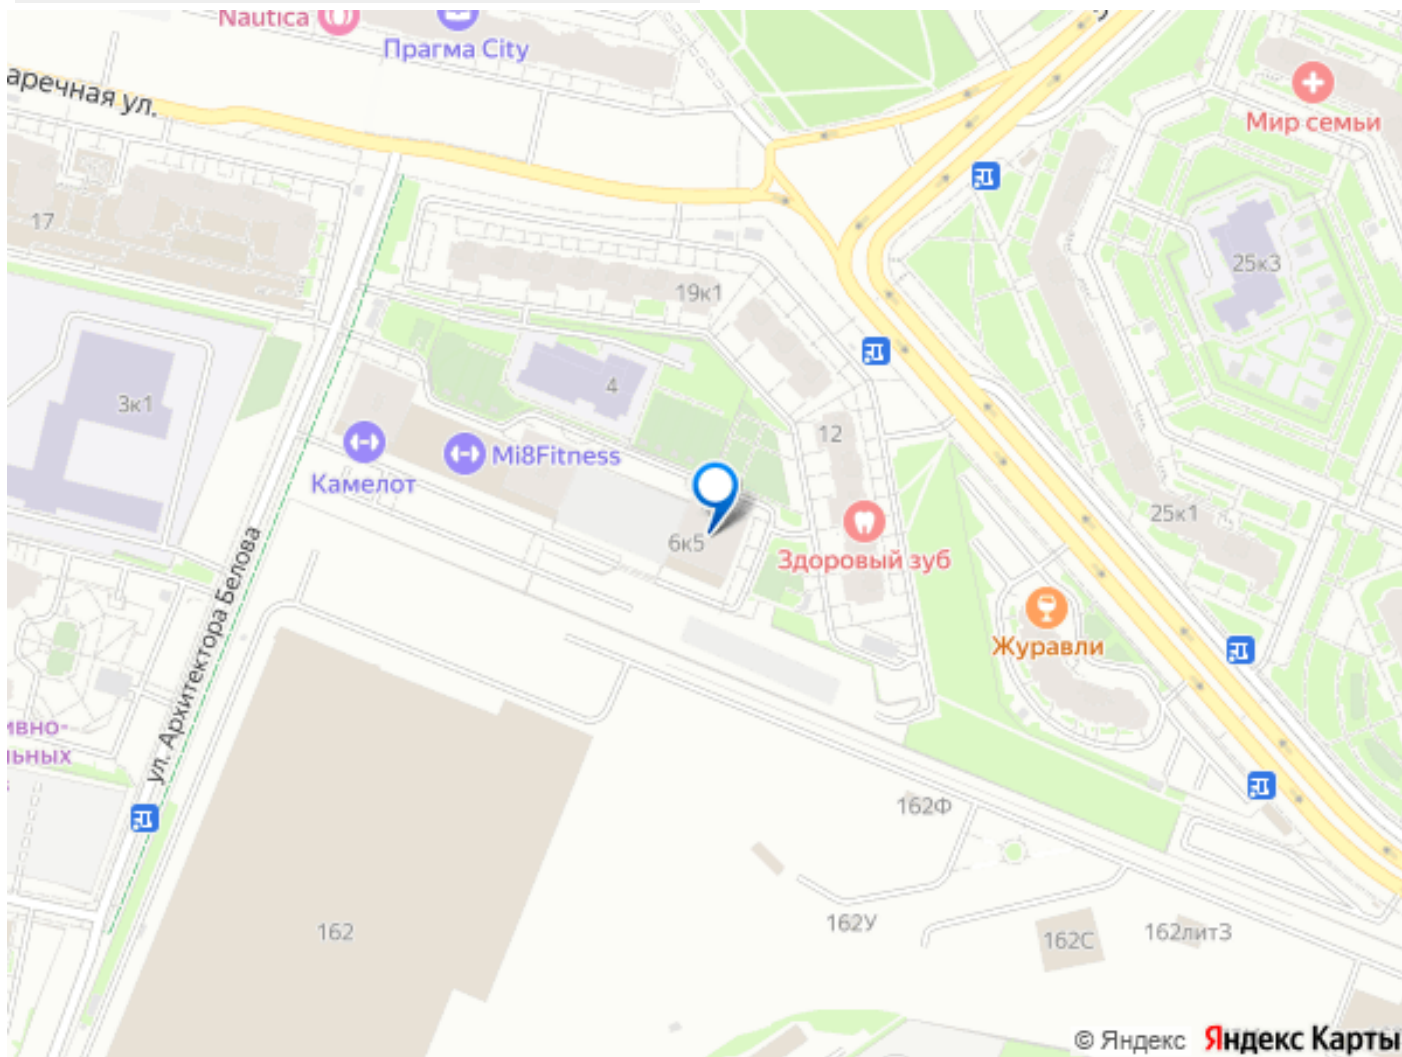 Nautica
Прагма City
аречная ул.
Мир семьи
17
25к3
19к1
3к1
4
12
Mi8Fitness
Камелот
25к1
6к5
Здоровый зуб
ул. Архитектора Белова
Журавли
ивно-
льных
162Ф
162У
162
162С
162лит3
© Яндекс Яндекс Карты